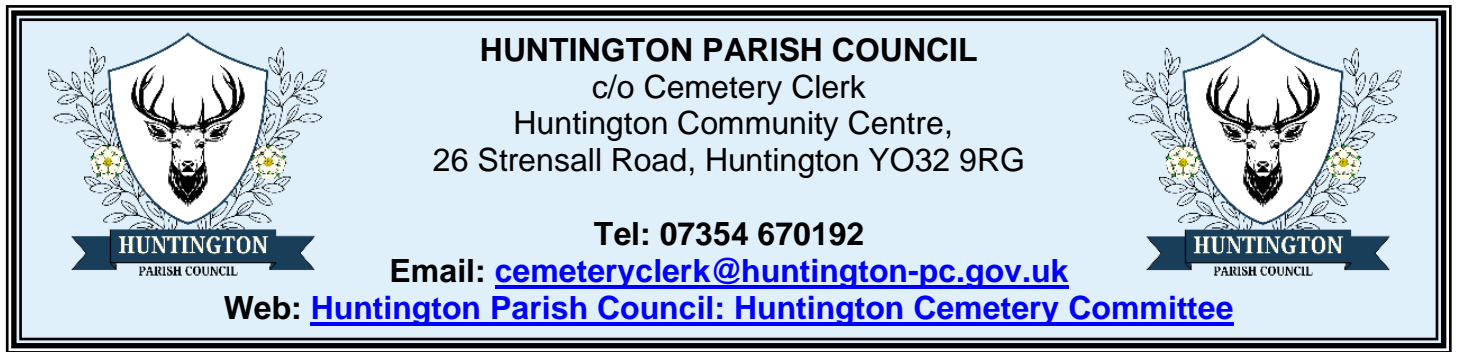 HUNTINGTON PARISH COUNCIL
c/o Cemetery Clerk
Huntington Community Centre,
26 Strensall Road, Huntington YO32 9RG
Tel: 07354 670192
Email: cemeteryclerk@huntington-pc.gov.uk
Web: Huntington Parish Council: Huntington Cemetery Committee
HUNTINGTON
PARISH COUNCIL
HUNTINGTON
PARISH COUNCIL